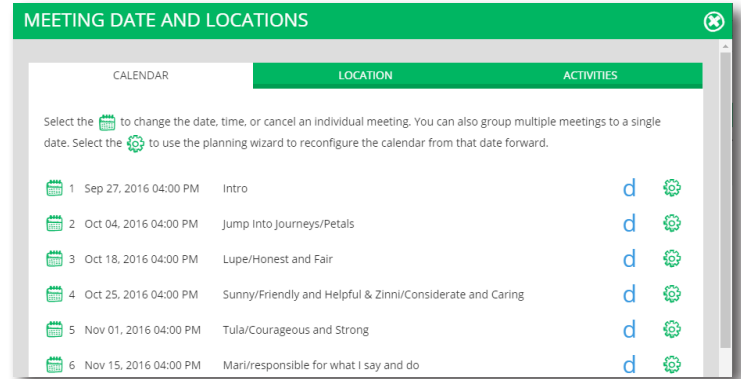 MEETING DATE AND LOCATIONS
CALENDAR LOCATION ACTIVITIES
Select the to change the date, time, or cancel an individual meeting. You can also group multiple meetings to a single
date. Select the to use the planning wizard to reconfigure the calendar from that date forward.
1 Sep 27, 2016 04:00 PM Intro d
2 Oct 04, 2016 04:00 PM Jump Into Journeys/Petals d
3 Oct 18, 2016 04:00 PM Lupe/Honest and Fair d
4 Oct 25, 2016 04:00 PM Sunny/Friendly and Helpful & Zinni/Considerate and Caring d
5 Nov 01, 2016 04:00 PM Tula/Courageous and Strong d
6 Nov 15, 2016 04:00 PM Mari/responsible for what I say and do d